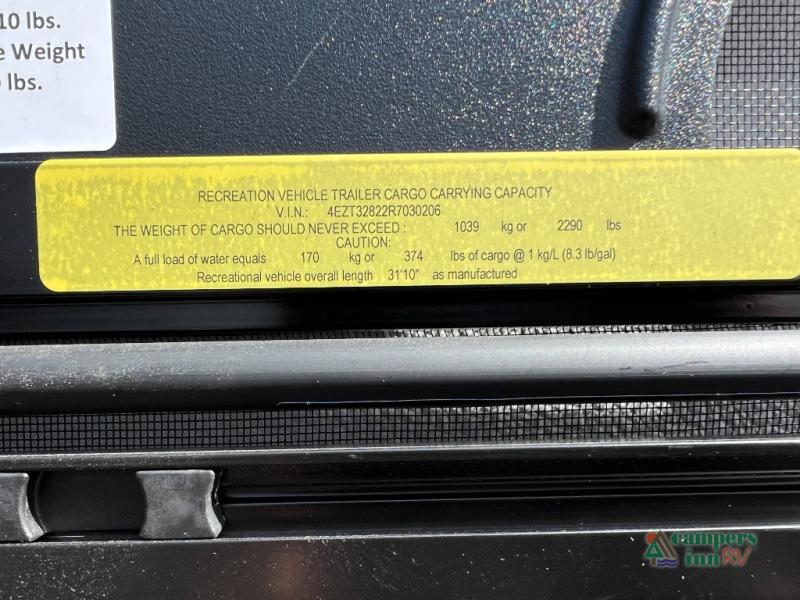 10 lbs.
e Weight
lbs.
RECREATION VEHICLE TRAILER CARGO CARRYING CAPACITY
V.I.N.: 4EZT32822R7030206
THE WEIGHT OF CARGO SHOULD NEVER EXCEED : 1039 kg or 2290 lbs
CAUTION:
A full load of water equals 170 kg or 374 lbs of cargo @ 1 kg/L (8.3 lb/gal)
Recreational vehicle overall length 31'10" as manufactured
campers
inn RV